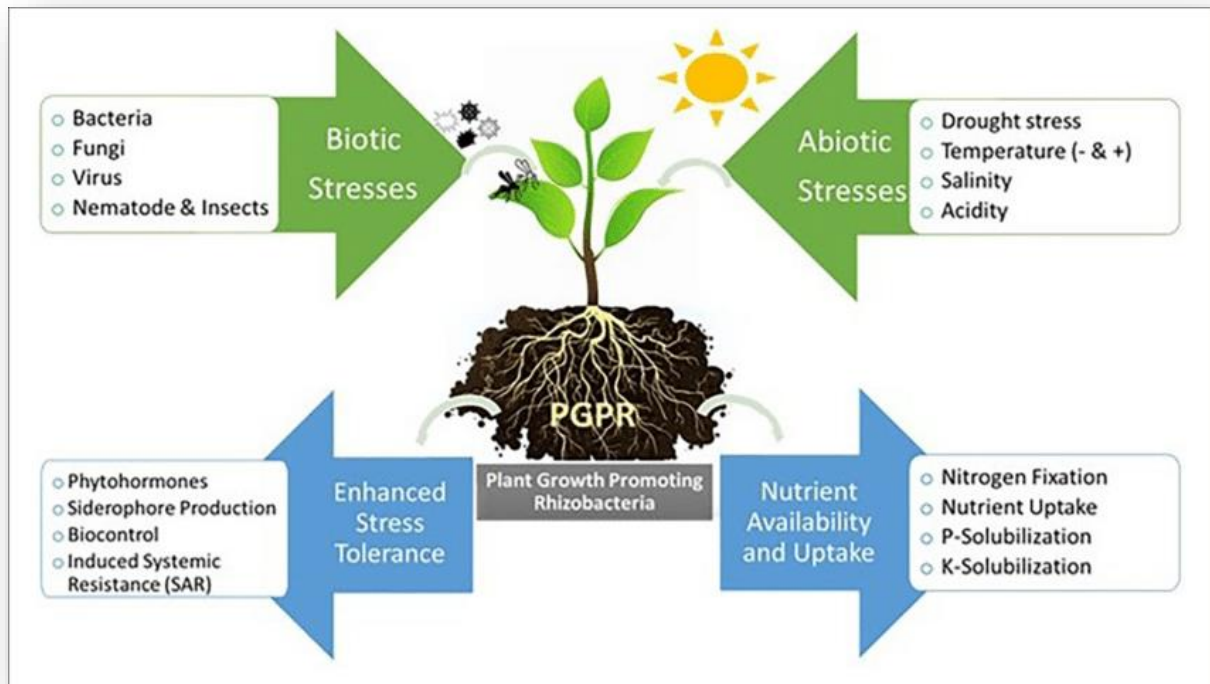 Bacteria
Fungi
Virus
Nematode & Insects
Biotic
Stresses
Abiotic
Stresses
Drought stress
Temperature (- & +)
Salinity
Acidity
PGPR
Plant Growth Promoting
Rhizobacteria
Phytohormones
Siderophore Production
Biocontrol
Induced Systemic
Resistance (SAR)
Enhanced
Stress
Tolerance
Nutrient
Availability
and Uptake
Nitrogen Fixation
Nutrient Uptake
P-Solubilization
K-Solubilization